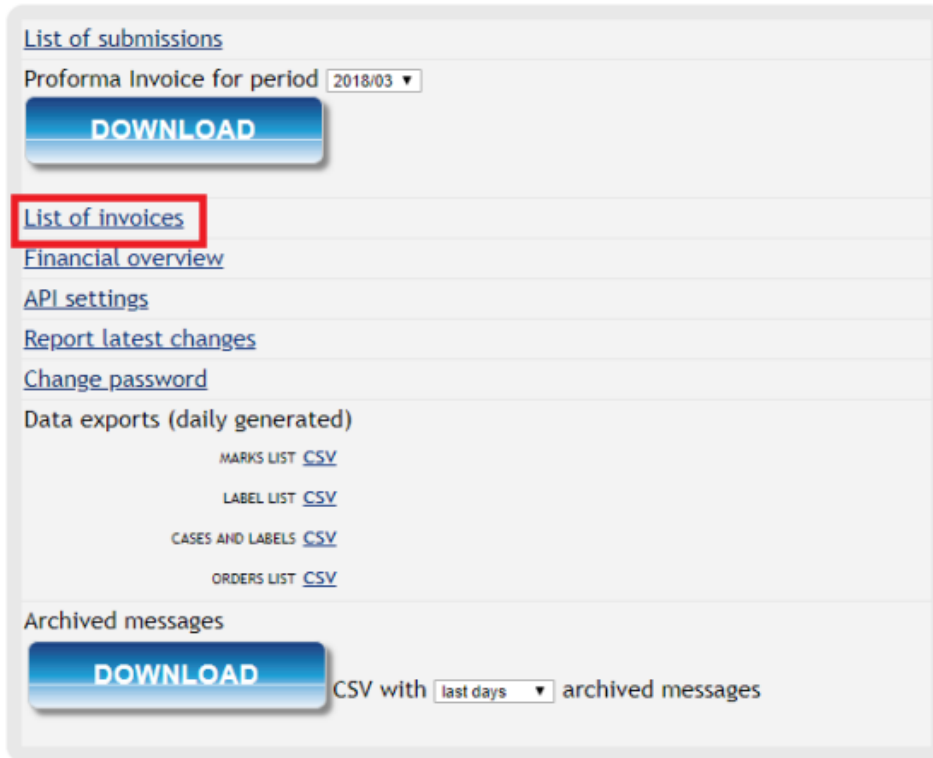 List of submissions
Proforma Invoice for period 2018/03
DOWNLOAD
List of invoices
Financial overview
API settings
Report latest changes
Change password
Data exports (daily generated)
MARKS LIST CSV
LABEL LIST CSV
CASES AND LABELS CSV
ORDERS LIST CSV
Archived messages
DOWNLOAD
CSV with last days archived messages